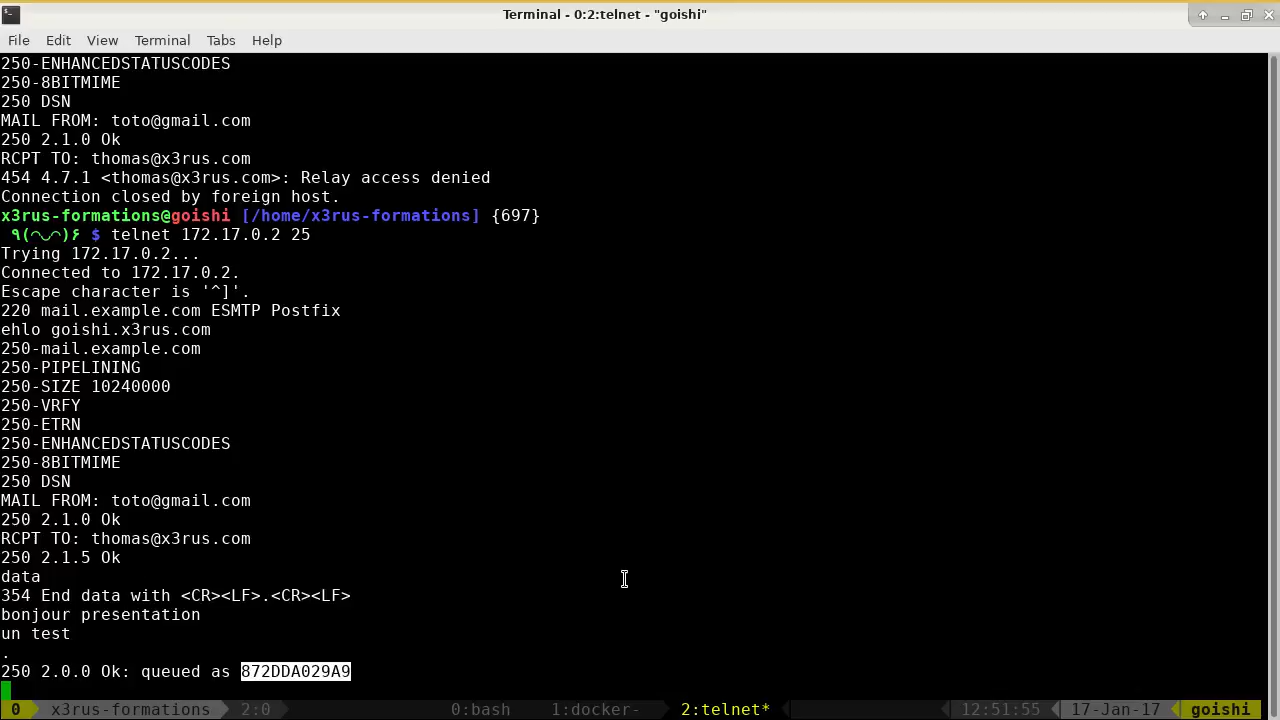 Terminal - 0:2:telnet - "goishi"
File Edit View Terminal Tabs Help
250-ENHANCEDSTATUSCODES
250-8BITMIME
250 DSN
MAIL FROM: toto@gmail.com
250 2.1.0 Ok
RCPT TO: thomas@x3rus.com
454 4.7.1 <thomas@x3rus.com>: Relay access denied
Connection closed by foreign host.
x3rus-formations@goishi [/home/x3rus-formations] {697}
٩(◠◡◠)۶ $ telnet 172.17.0.2 25
Trying 172.17.0.2...
Connected to 172.17.0.2.
Escape character is '^]'.
220 mail.example.com ESMTP Postfix
ehlo goishi.x3rus.com
250-mail.example.com
250-PIPELINING
250-SIZE 10240000
250-VRFY
250-ETRN
250-ENHANCEDSTATUSCODES
250-8BITMIME
250 DSN
MAIL FROM: toto@gmail.com
250 2.1.0 Ok
RCPT TO: thomas@x3rus.com
250 2.1.5 Ok
data
354 End data with <CR><LF>.<CR><LF>
bonjour presentation
un test
.
250 2.0.0 Ok: queued as 872DDA029A9
0 x3rus-formations 2:0 0:bash 1:docker- 2:telnet* 12:51:55 17-Jan-17 goishi